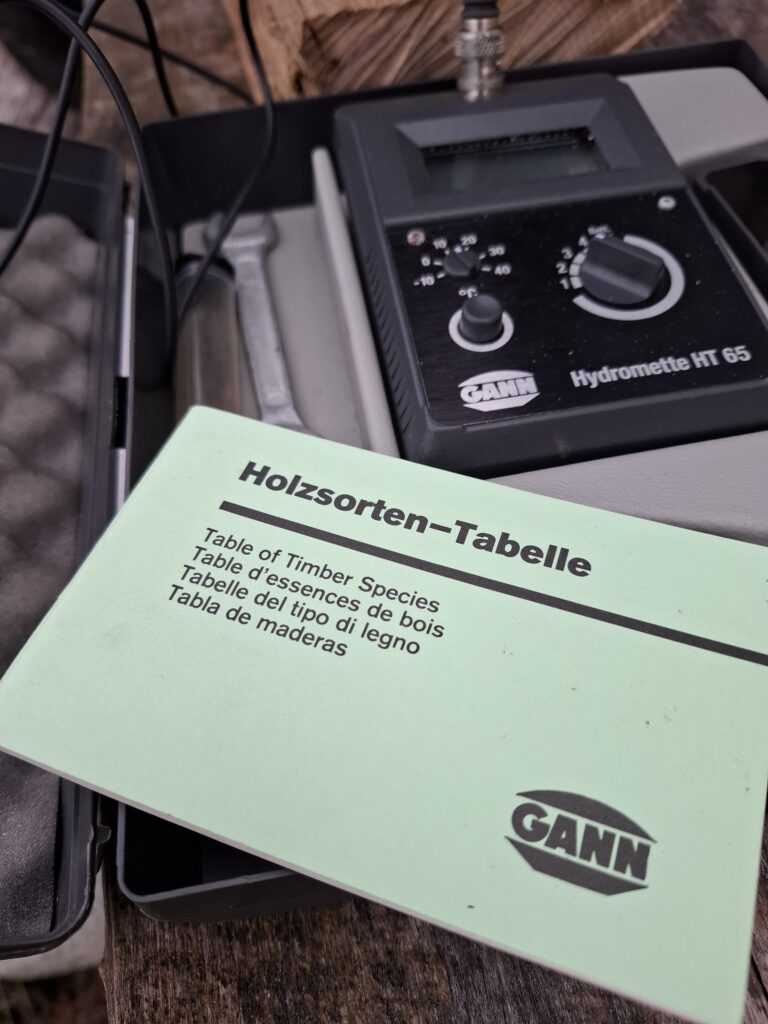 10 20
0 30
-10 40
°C
3
2
1
GANN
Hydromette HT 65
Holzsorten-Tabelle
Table of Timber Species
Table d'essences de bois
Tabelle del tipo di legno
Tabla de maderas
GANN